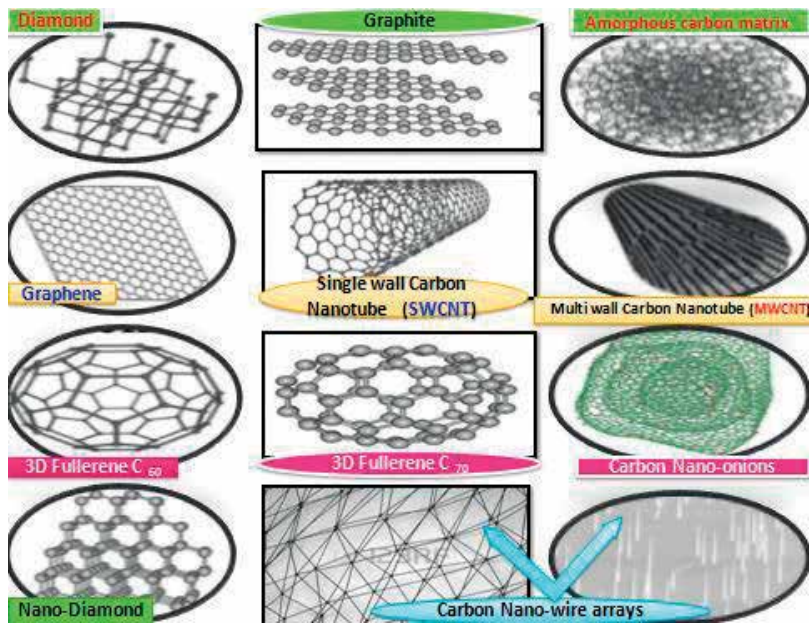 Diamond
Graphite
Amorphous carbon matrix
Graphene
Single wall Carbon
Nanotube (SWCNT)
Multi wall Carbon Nanotube (MWCNT)
3D Fullerene C 60
3D Fullerene C 70
Carbon Nano-onions
Nano-Diamond
Carbon Nano-wire arrays